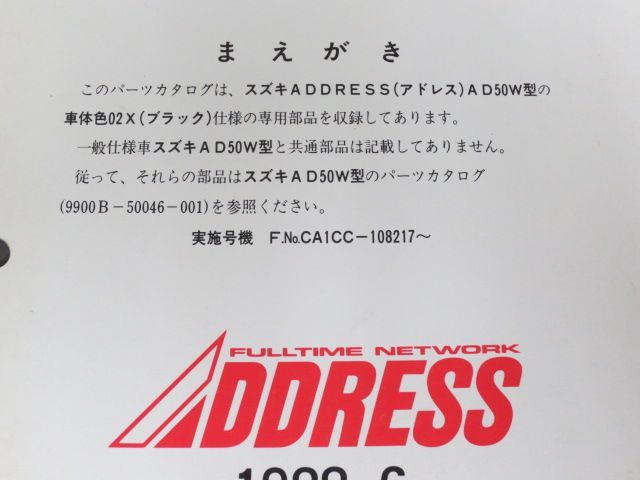 まえがき
このパーツカタログは、スズキADDRESS(アドレス)AD50W型の
車体色02X(ブラック)仕様の専用部品を収録してあります。
一般仕様車スズキAD50W型と共通部品は記載してありません。
従って、それらの部品はスズキAD50W型のパーツカタログ
(9900B-50046-001)を参照ください。
実施号機 F.No.CA1CC-108217~
FULLTIME NETWORK
ADDRESS